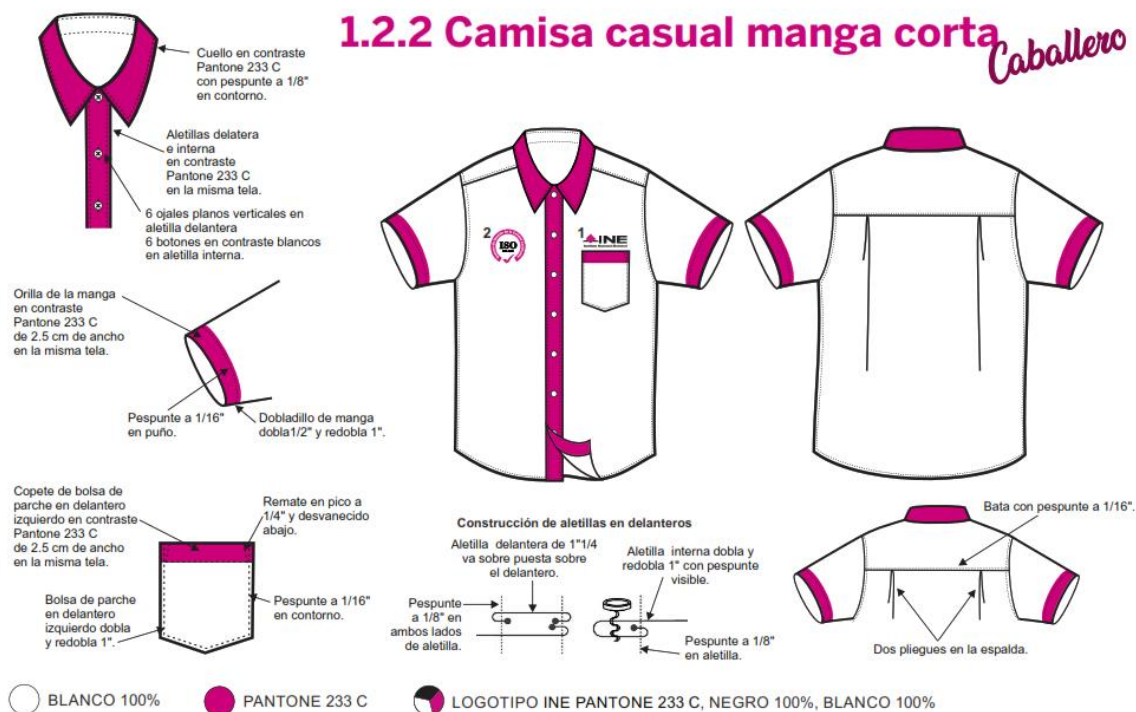 1.2.2 Camisa casual manga corta
Caballero
Cuello en contraste
Pantone 233 C
con pespunte a 1/8"
en contorno.
Aletillas delatera
e interna
en contraste
Pantone 233 C
en la misma tela.
6 ojales planos verticales en
aletilla delantera
6 botones en contraste blancos
en aletilla interna.
2
ISO
1
INE
Instituto Nacional Electoral
Orilla de la manga
en contraste
Pantone 233 C
de 2.5 cm de ancho
en la misma tela.
Pespunte a 1/16"
en puño.
Dobladillo de manga
dobla1/2" y redobla 1".
Copete de bolsa de
parche en delantero
izquierdo en contraste
Pantone 233 C
de 2.5 cm de ancho
en la misma tela.
Remate en pico a
1/4" y desvanecido
abajo.
Bolsa de parche
en delantero
izquierdo dobla
y redobla 1".
Pespunte a 1/16"
en contorno.
Construcción de aletillas en delanteros
Aletilla delantera de 1"1/4
va sobre puesta sobre
el delantero.
Aletilla interna dobla y
redobla 1" con pespunte
visible.
Pespunte
a 1/8" en
ambos lados
de aletilla.
Pespunte a 1/8"
en aletilla.
Bata con pespunte a 1/16".
Dos pliegues en la espalda.
BLANCO 100%
PANTONE 233 C
LOGOTIPO INE PANTONE 233 C, NEGRO 100%, BLANCO 100%